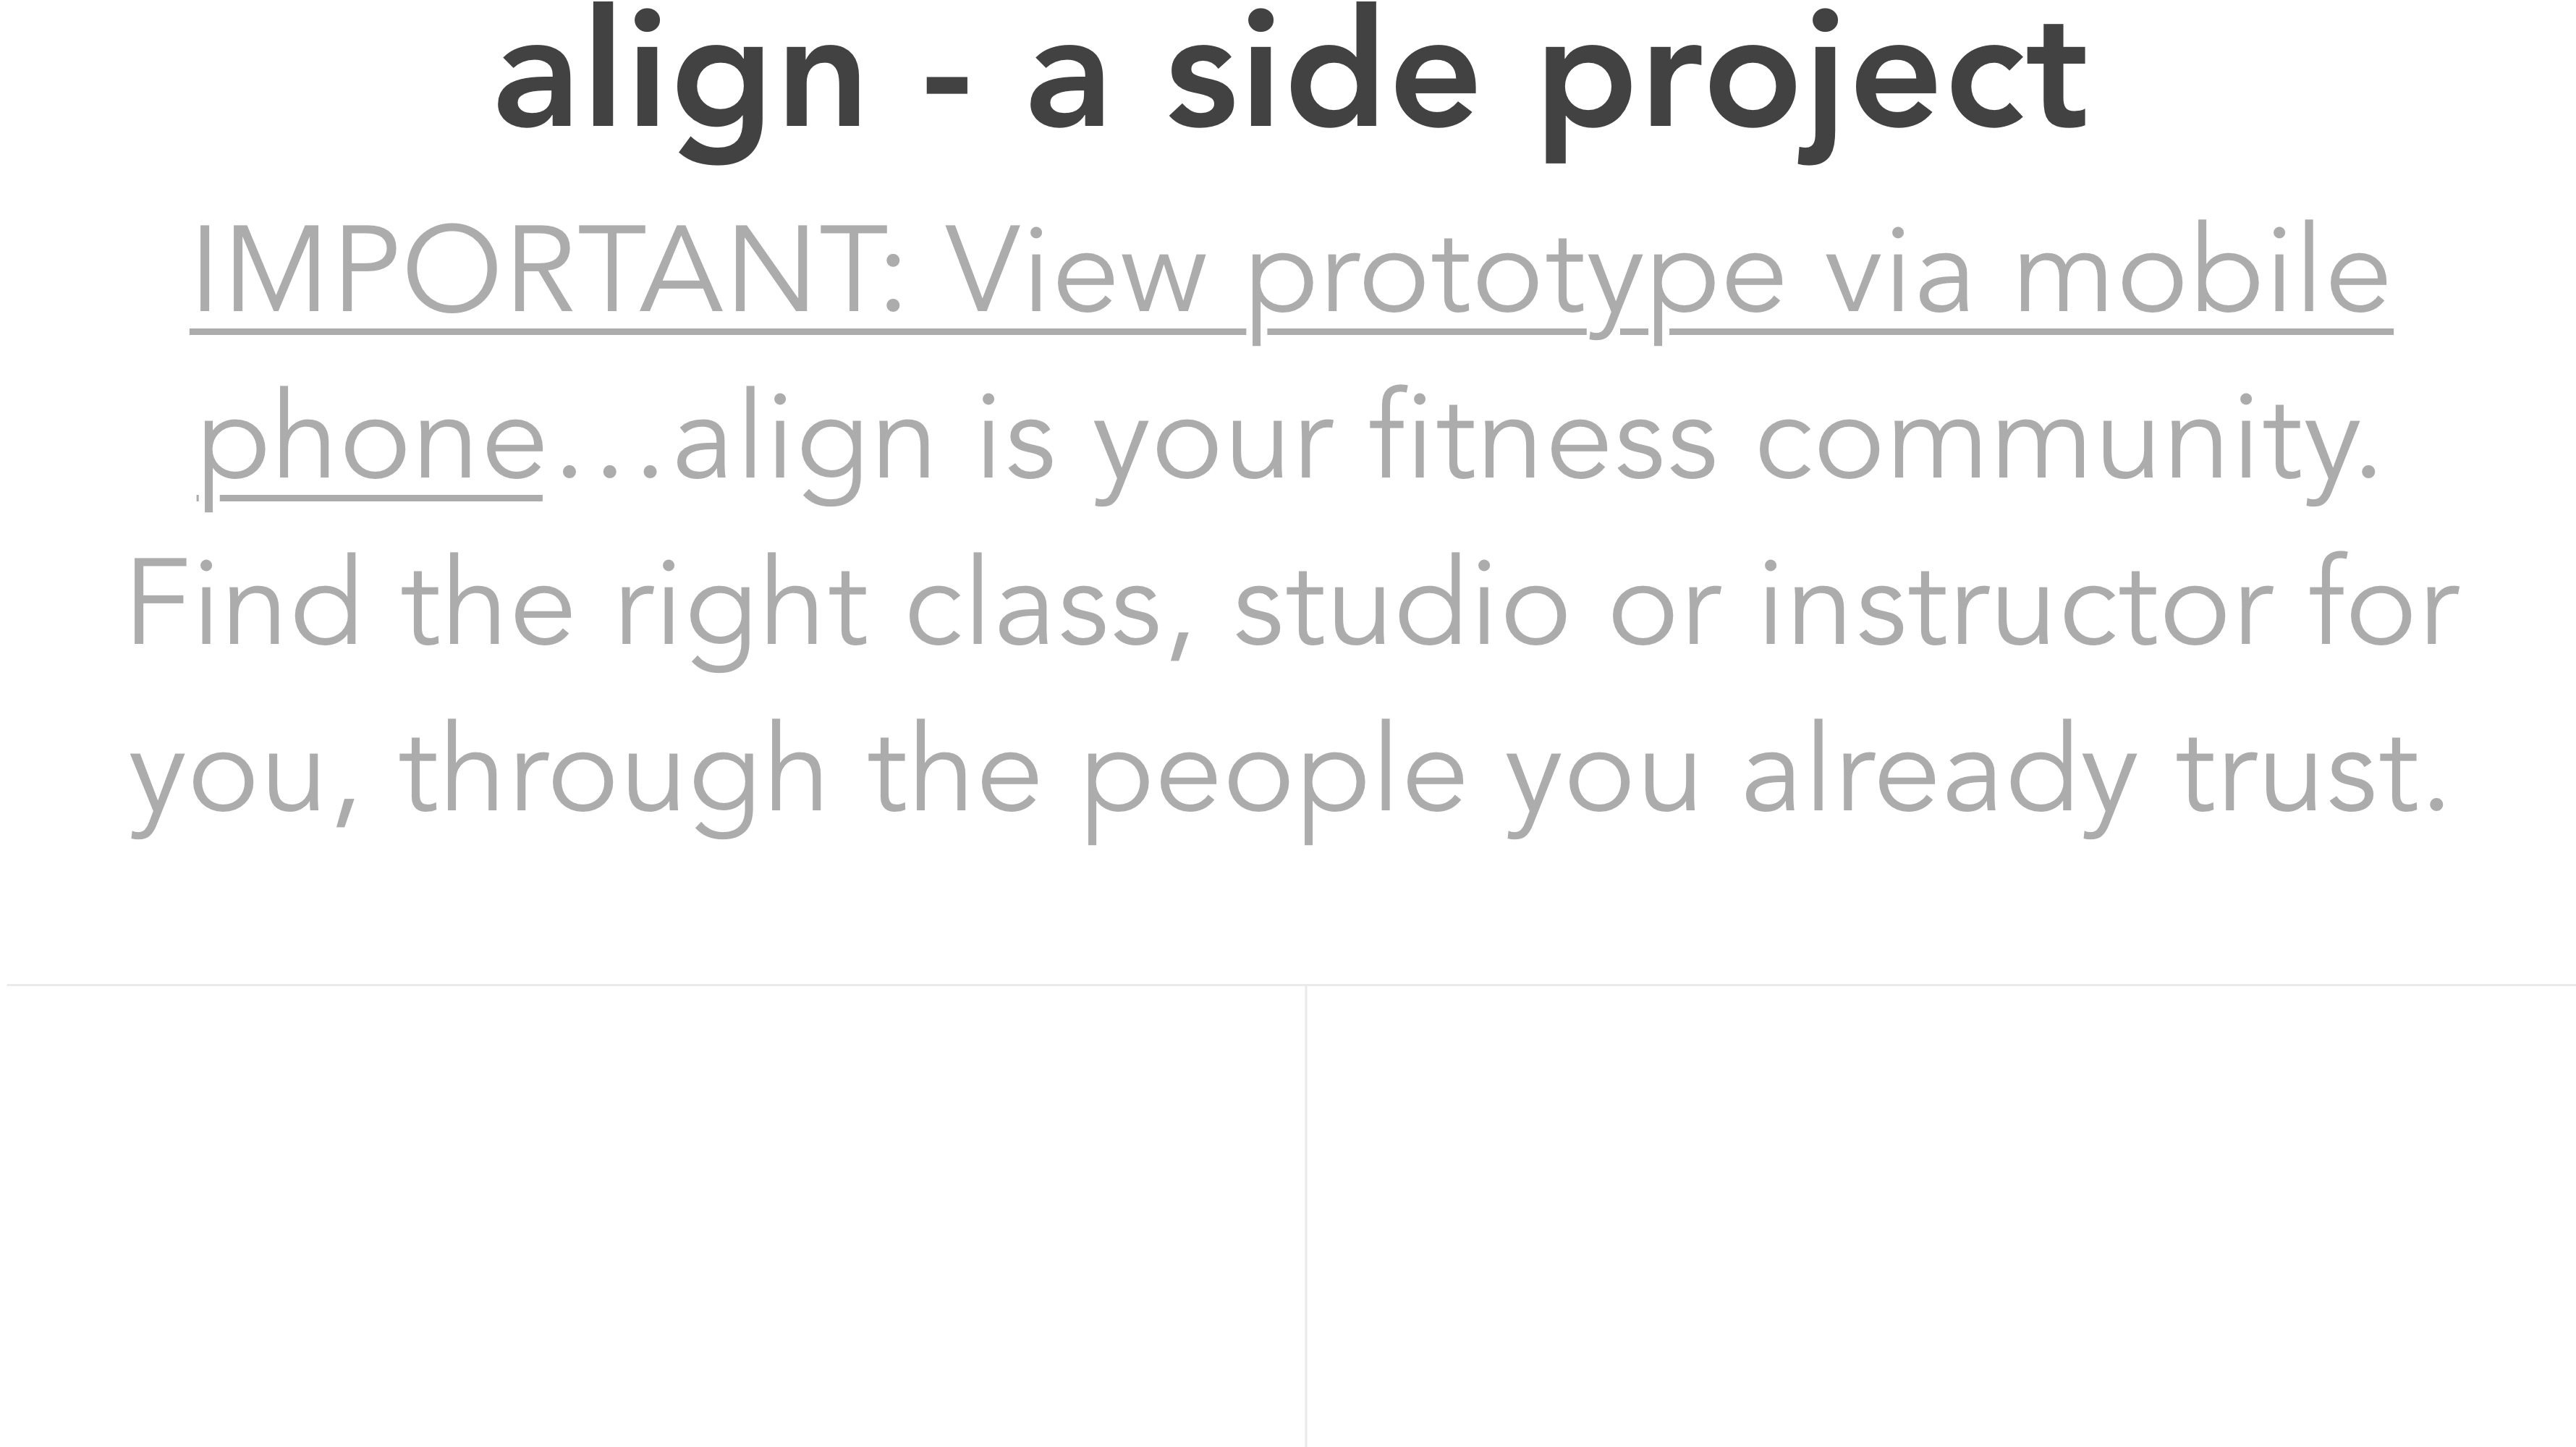 align - a side project
IMPORTANT: View prototype via mobile
phone...align is your fitness community.
Find the right class, studio or instructor for
you, through the people you already trust.